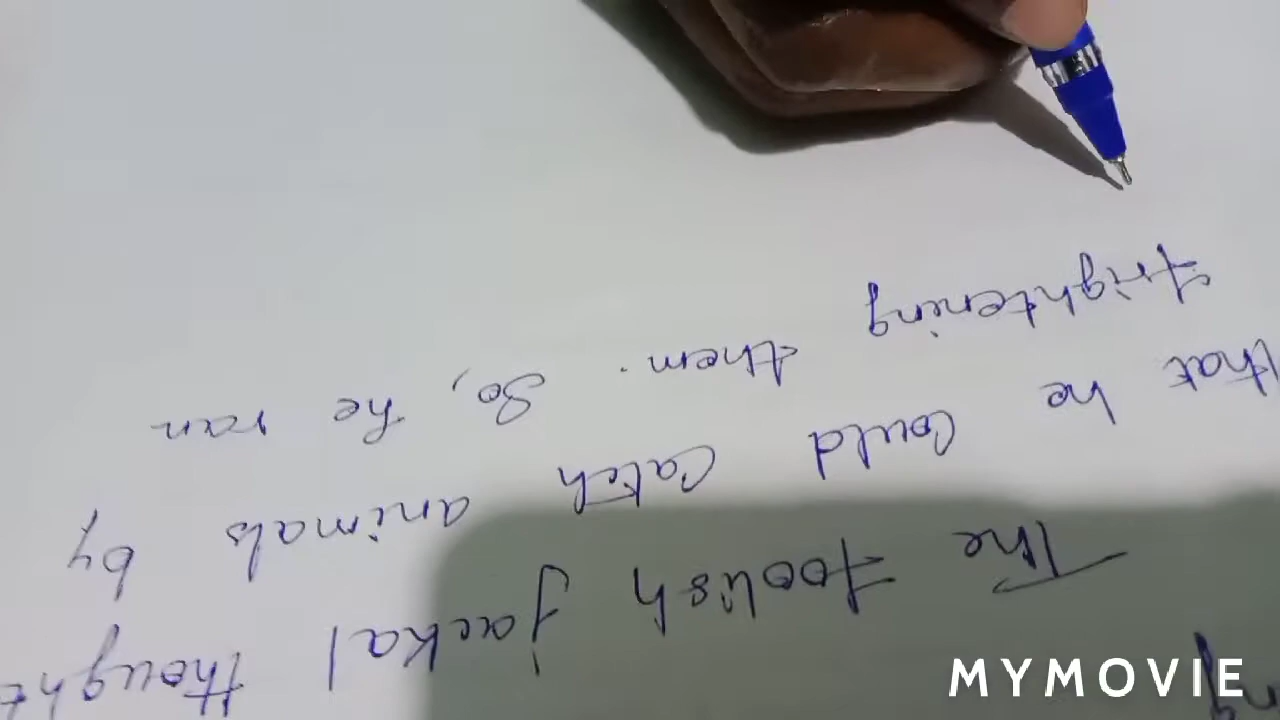 The foolish jackal thought
that he could catch animals by
frightening them. So, he ran
MYMOVIE